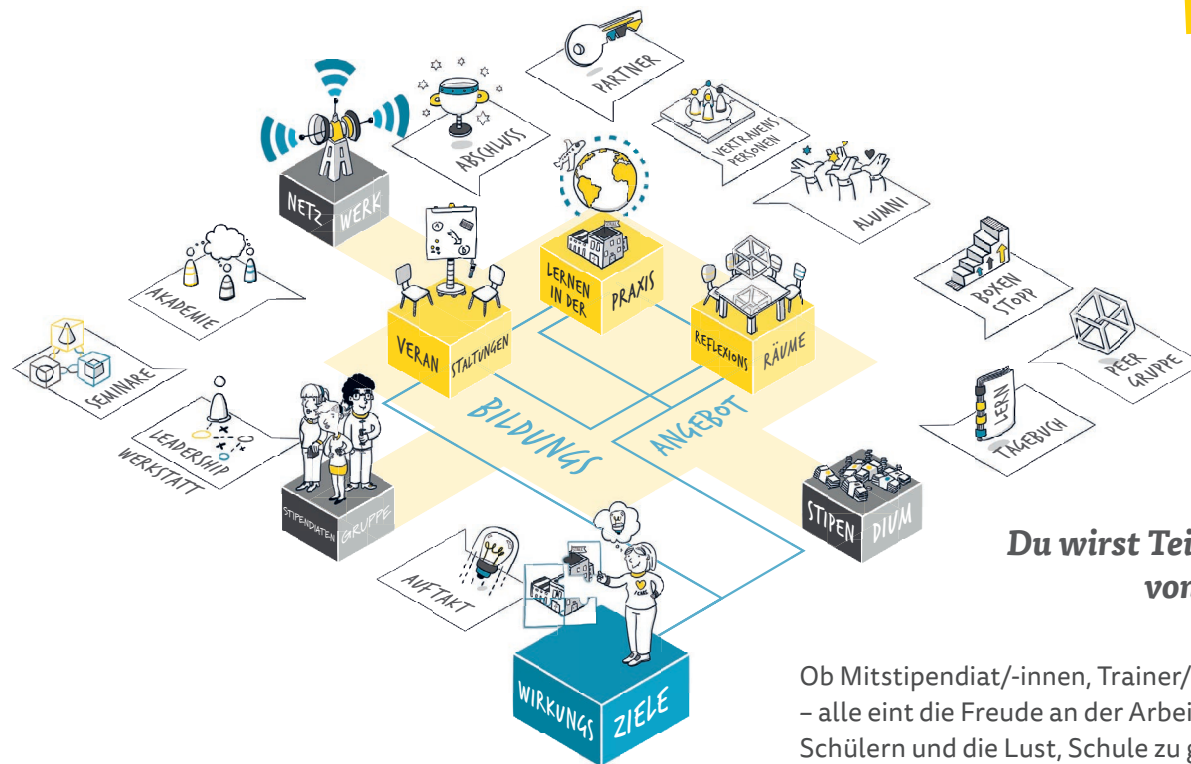 PARTNER
ABSCHLUSS
VERTRAUENS
PERSONEN
ALUMNI
NETZ WERK
AKADEMIE
LERNEN
IN DER
PRAXIS
BOXEN
STOPP
VERAN STALTUNGEN
REFLEXIONS RÄUME
PEER
GRUPPE
SEMINARE
BILDUNGS ANGEBOT
LERN
TAGEBUCH
LEADERSHIP
WERKSTATT
STIPENDIATEN GRUPPE
STIPEN DIUM
AUFTAKT
WIRKUNGS ZIELE
Du wirst Tei
von
Ob Mitstipendiat/-innen, Trainer/
– alle eint die Freude an der Arbei
Schülern und die Lust, Schule zu g